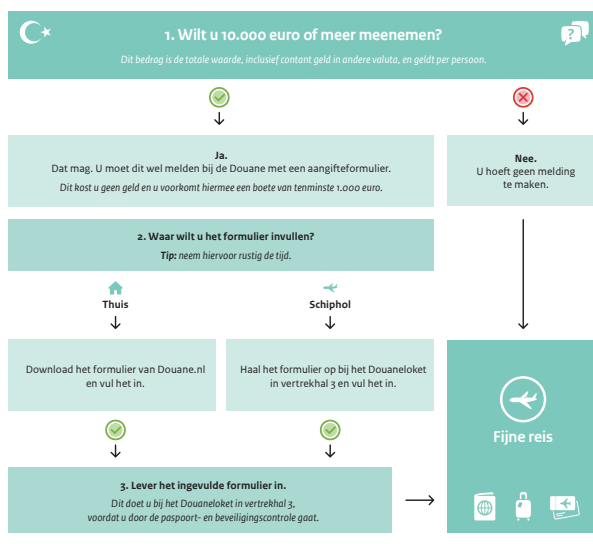 1. Wilt u 10.000 euro of meer meenemen?
?
Dit bedrag is de totale waarde, inclusief contant geld in andere valuta, en geldt per persoon.
Ja.
Dat mag. U moet dit wel melden bij de Douane met een aangifteformulier.
Dit kost u geen geld en u voorkomt hiermee een boete van tenminste 1.000 euro.
Nee.
U hoeft geen melding
te maken.
2. Waar wilt u het formulier invullen?
Tip: neem hiervoor rustig de tijd.
Thuis
Schiphol
Download het formulier van Douane.nl
en vul het in.
Haal het formulier op bij het Douaneloket
in vertrekhal 3 en vul het in.
Fijne reis
3. Lever het ingevulde formulier in.
Dit doet u bij het Douaneloket in vertrekhal 3,
voordat u door de paspoort- en beveiligingscontrole gaat.